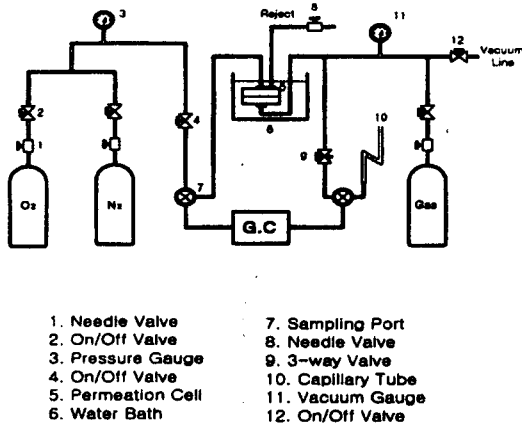 3
8
Reject
11
12
Vacuum
Line
2
4
5
10
6
1
9
7
O₂
N₂
G.C
Gas
1. Needle Valve
2. On/Off Valve
3. Pressure Gauge
4. On/Off Valve
5. Permeation Cell
6. Water Bath
7. Sampling Port
8. Needle Valve
9. 3-way Valve
10. Capillary Tube
11. Vacuum Gauge
12. On/Off Valve